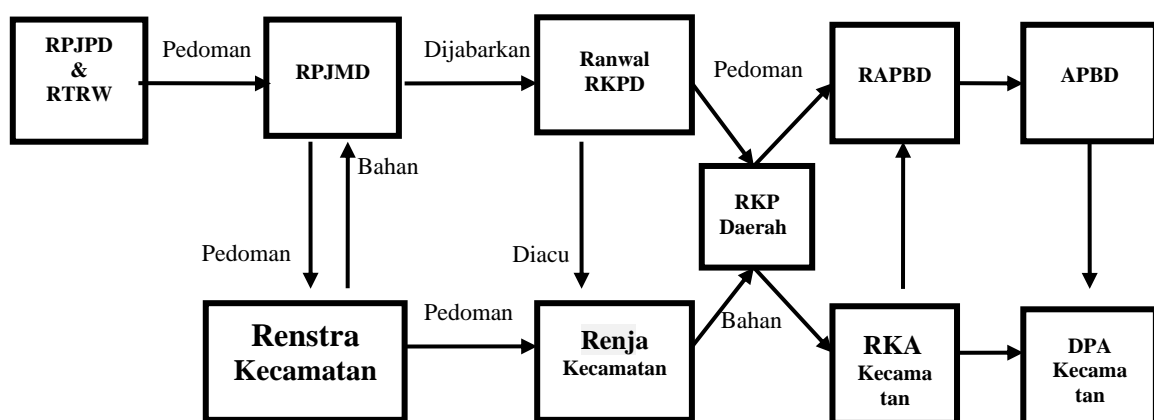 RPJPD
&
RTRW
Pedoman
RPJMD
Dijabarkan
Ranwal
RKPD
Pedoman
RAPBD
APBD
Bahan
RKP
Daerah
Pedoman
Diacu
Renstra
Kecamatan
Pedoman
Renja
Kecamatan
Bahan
RKA
Kecama
tan
DPA
Kecama
tan